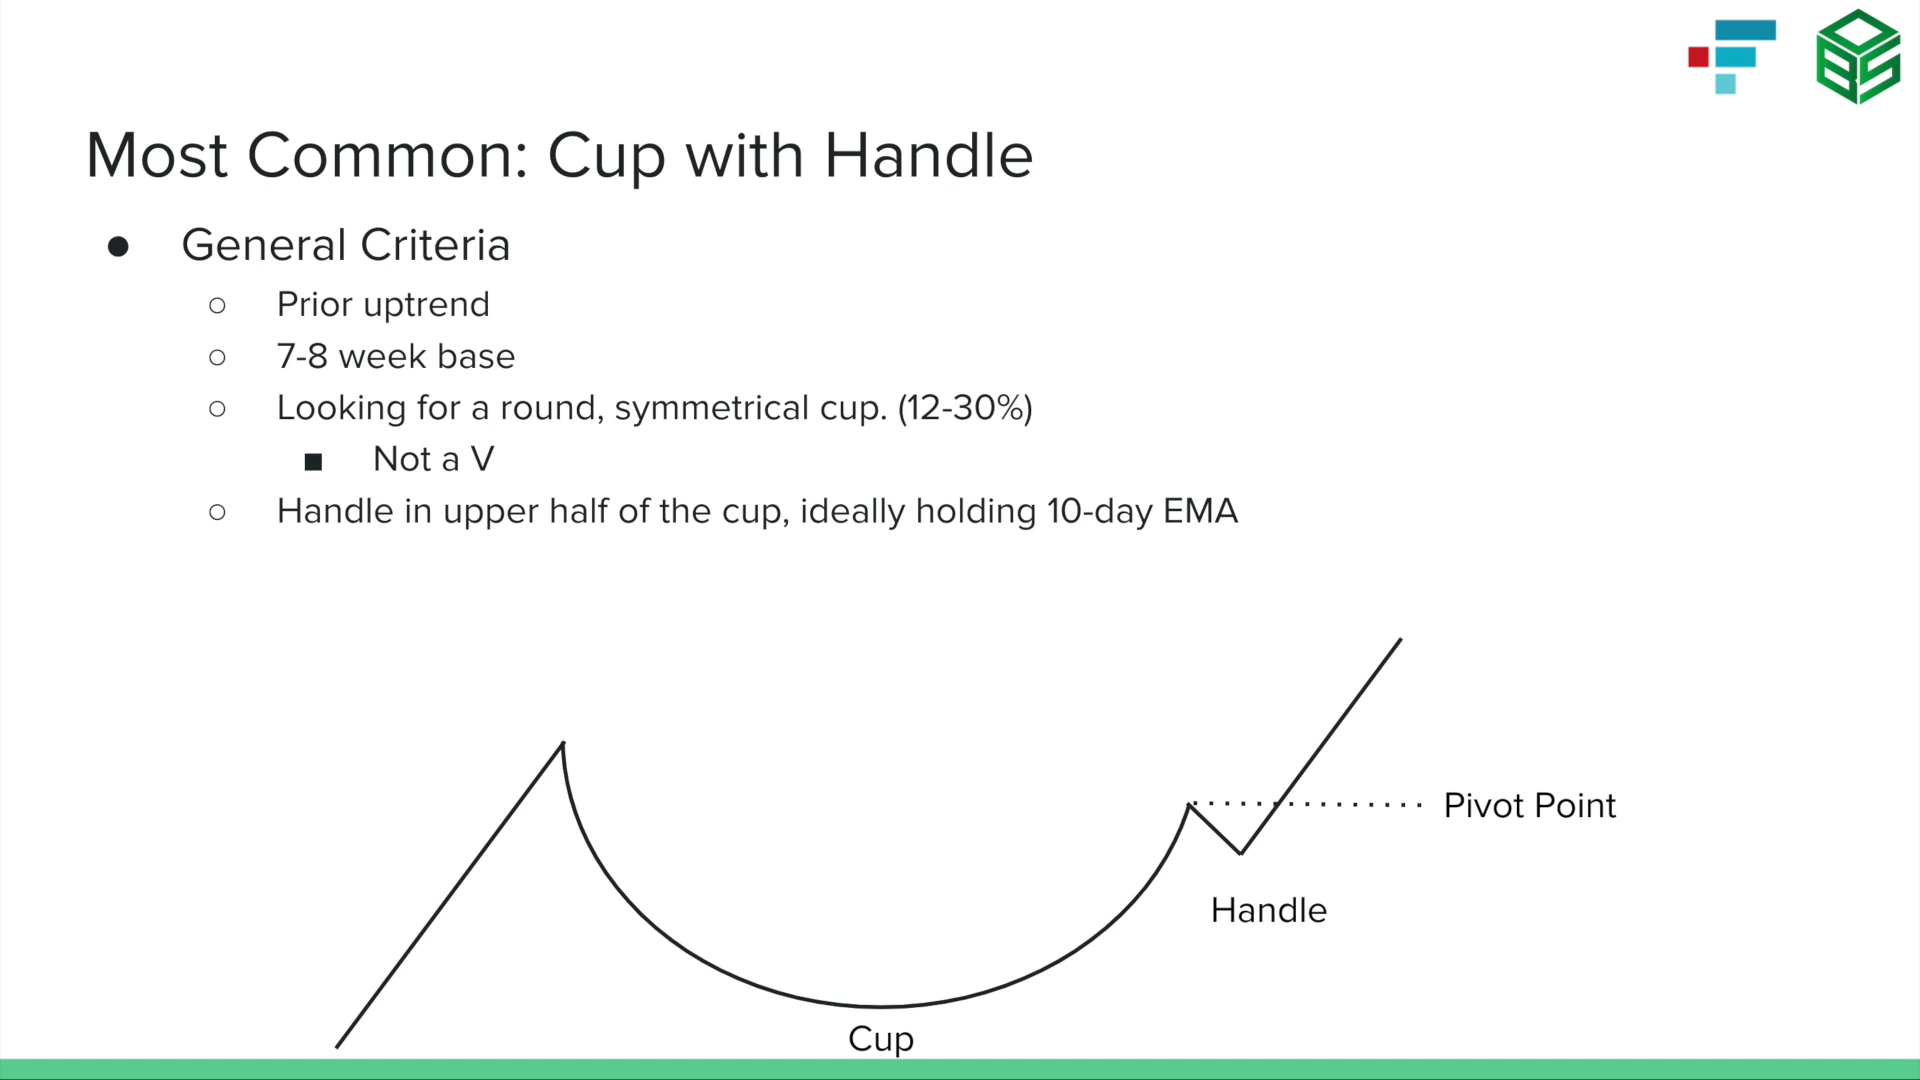 Most Common: Cup with Handle
● General Criteria
○ Prior uptrend
○ 7-8 week base
○ Looking for a round, symmetrical cup. (12-30%)
■ Not a V
○ Handle in upper half of the cup, ideally holding 10-day EMA
Pivot Point
Handle
Cup